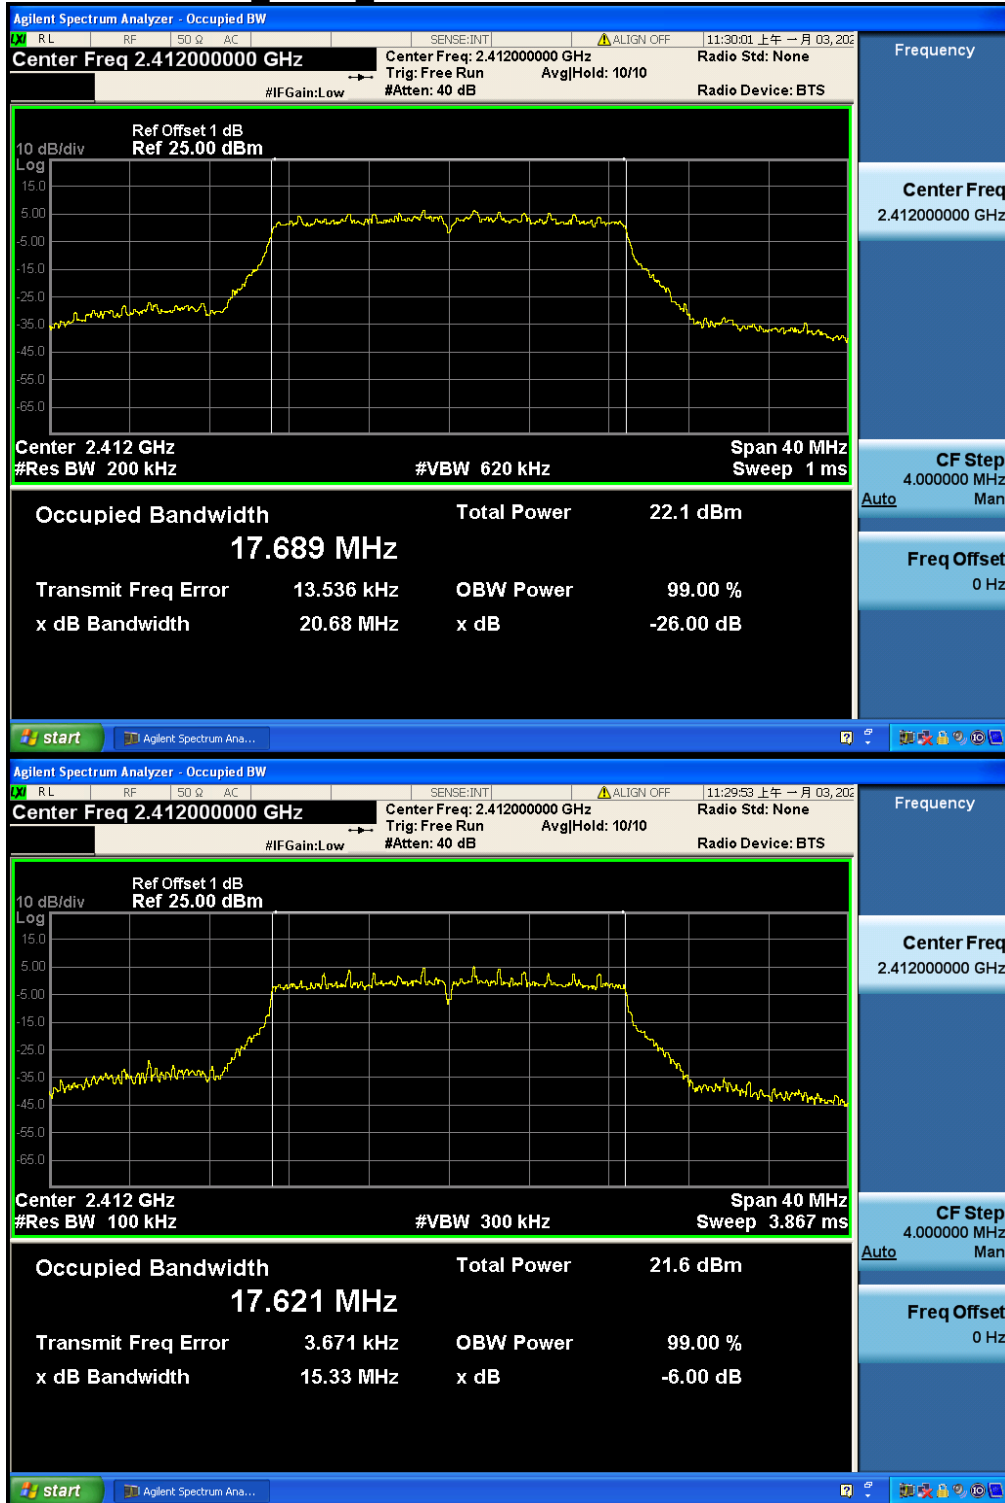 Agilent Spectrum Analyzer - Occupied BW
LXI RL RF 50 Ω AC SENSE:INT ALIGN OFF 11:30:01 上午 一月 03, 202
Center Freq 2.412000000 GHz
Center Freq: 2.412000000 GHz
Radio Std: None
Trig: Free Run Avg|Hold: 10/10
#IFGain:Low #Atten: 40 dB
Radio Device: BTS
Frequency
Ref Offset 1 dB
10 dB/div Ref 25.00 dBm
Log
15.0
5.00
-5.00
-15.0
-25.0
-35.0
-45.0
-55.0
-65.0
Center 2.412 GHz Span 40 MHz
#Res BW 200 kHz #VBW 620 kHz Sweep 1 ms
Center Freq
2.412000000 GHz
CF Step
4.000000 MHz
Auto Man
Freq Offset
0 Hz
Occupied Bandwidth Total Power 22.1 dBm
17.689 MHz
Transmit Freq Error 13.536 kHz OBW Power 99.00 %
x dB Bandwidth 20.68 MHz x dB -26.00 dB
start Agilent Spectrum Ana...
Agilent Spectrum Analyzer - Occupied BW
LXI RL RF 50 Ω AC SENSE:INT ALIGN OFF 11:29:53 上午 一月 03, 202
Center Freq 2.412000000 GHz
Center Freq: 2.412000000 GHz
Radio Std: None
Trig: Free Run Avg|Hold: 10/10
#IFGain:Low #Atten: 40 dB
Radio Device: BTS
Frequency
Ref Offset 1 dB
10 dB/div Ref 25.00 dBm
Log
15.0
5.00
-5.00
-15.0
-25.0
-35.0
-45.0
-55.0
-65.0
Center 2.412 GHz Span 40 MHz
#Res BW 100 kHz #VBW 300 kHz Sweep 3.867 ms
Center Freq
2.412000000 GHz
CF Step
4.000000 MHz
Auto Man
Freq Offset
0 Hz
Occupied Bandwidth Total Power 21.6 dBm
17.621 MHz
Transmit Freq Error 3.671 kHz OBW Power 99.00 %
x dB Bandwidth 15.33 MHz x dB -6.00 dB
start Agilent Spectrum Ana...